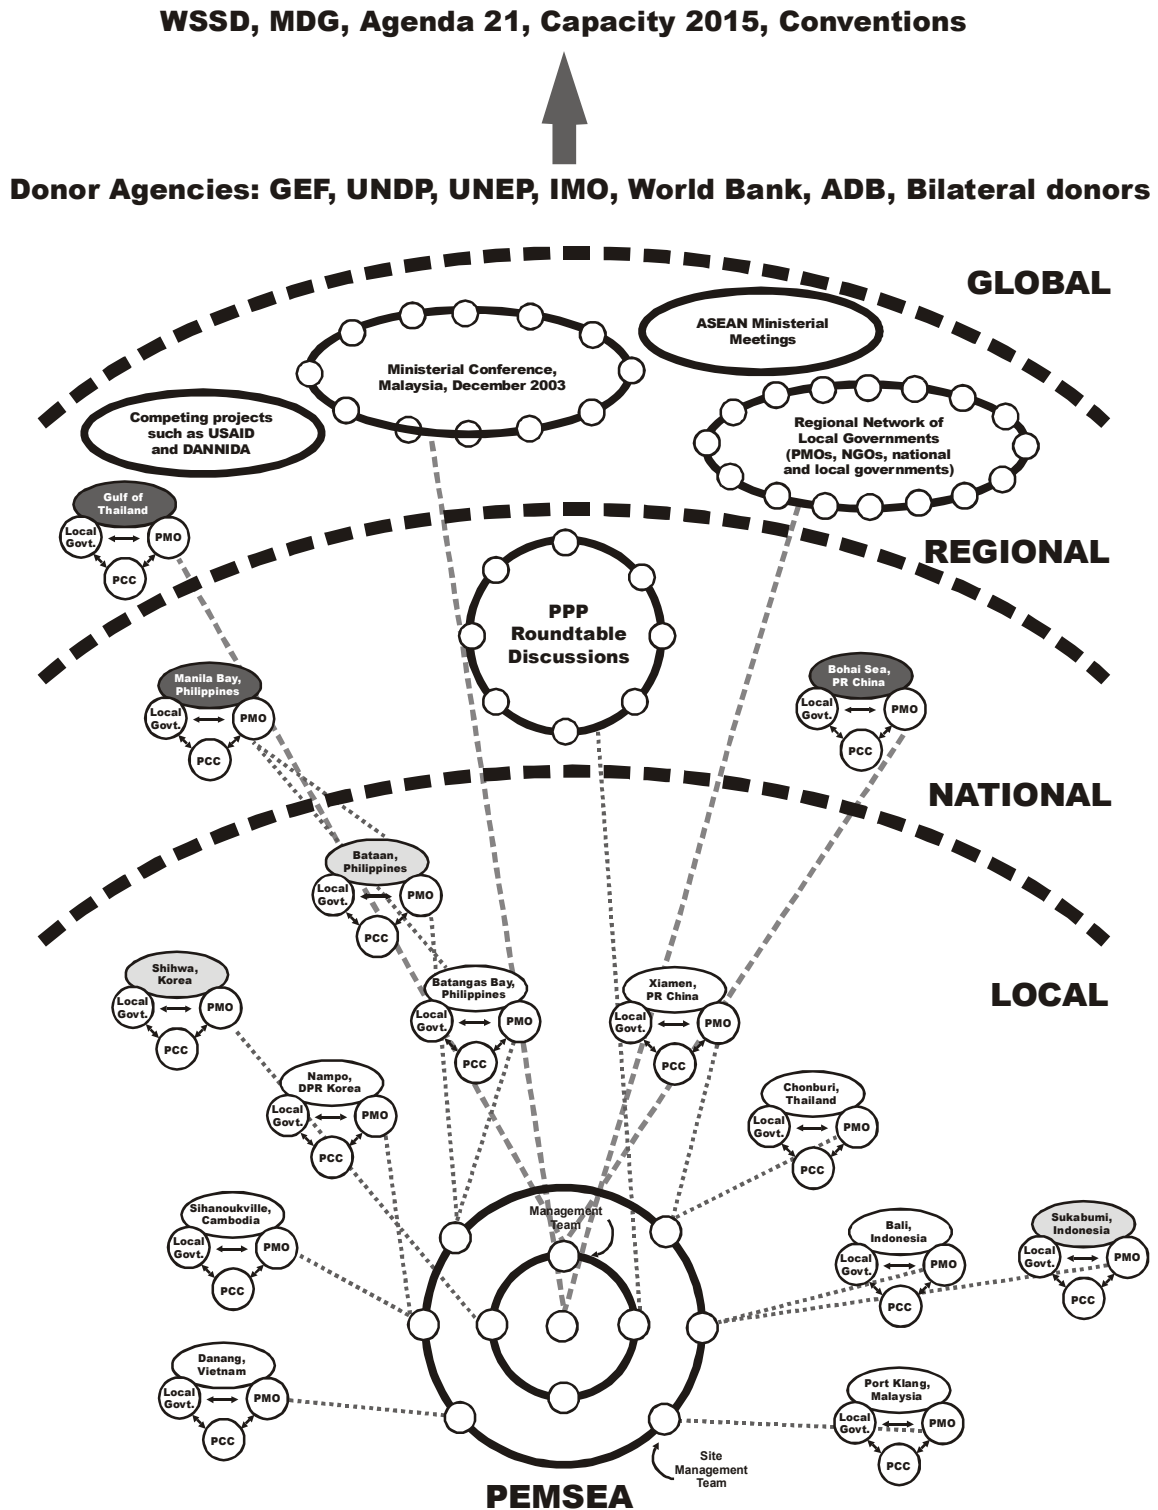 WSSD, MDG, Agenda 21, Capacity 2015, Conventions
Donor Agencies: GEF, UNDP, UNEP, IMO, World Bank, ADB, Bilateral donors
GLOBAL
ASEAN Ministerial
Meetings
Ministerial Conference,
Malaysia, December 2003
Competing projects
such as USAID
and DANNIDA
Regional Network of
Local Governments
(PMOs, NGOs, national
and local governments)
Gulf of
Thailand
Local
Govt.
PMO
PCC
REGIONAL
PPP
Roundtable
Discussions
Manila Bay,
Philippines
Local
Govt.
PMO
PCC
Bohai Sea,
PR China
Local
Govt.
PMO
PCC
NATIONAL
Bataan,
Philippines
Local
Govt.
PMO
PCC
Shihwa,
Korea
Local
Govt.
PMO
PCC
Batangas Bay,
Philippines
Local
Govt.
PMO
PCC
Xiamen,
PR China
Local
Govt.
PMO
PCC
LOCAL
Nampo,
DPR Korea
Local
Govt.
PMO
PCC
Chonburi,
Thailand
Local
Govt.
PMO
PCC
Sihanoukville,
Cambodia
Local
Govt.
PMO
PCC
Management
Team
Bali,
Indonesia
Local
Govt.
PMO
PCC
Sukabumi,
Indonesia
Local
Govt.
PMO
PCC
Danang,
Vietnam
Local
Govt.
PMO
PCC
Port Klang,
Malaysia
Local
Govt.
PMO
PCC
Site
Management
Team
PEMSEA